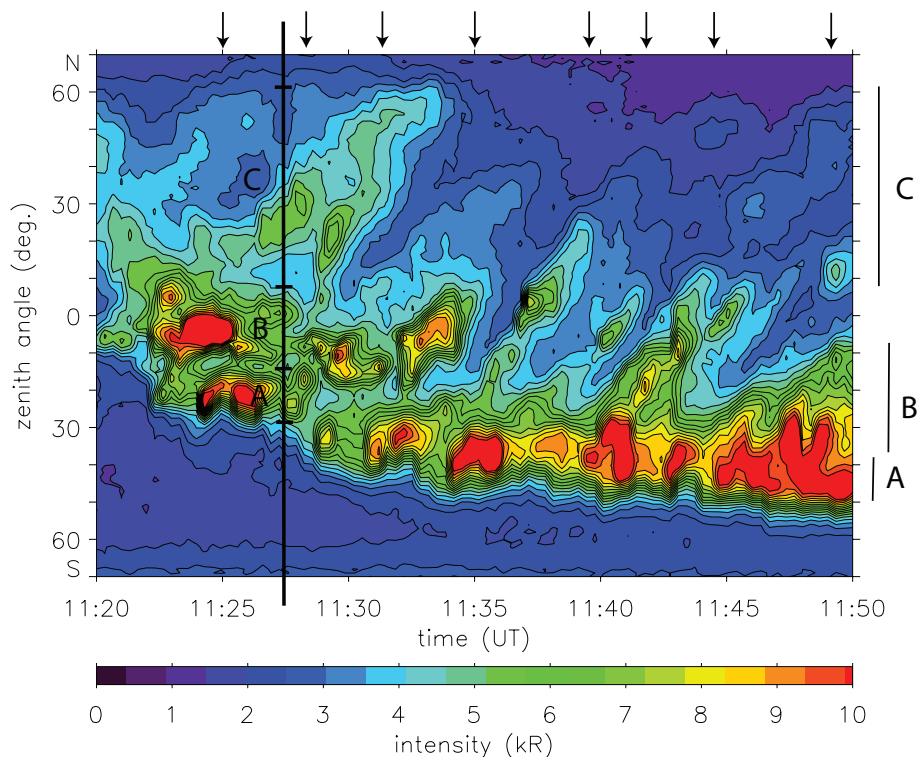 N
60
30
0
30
60
S
zenith angle (deg.)
C
B
A
C
B
A
11:20 11:25 11:30 11:35 11:40 11:45 11:50
time (UT)
0 1 2 3 4 5 6 7 8 9 10
intensity (kR)